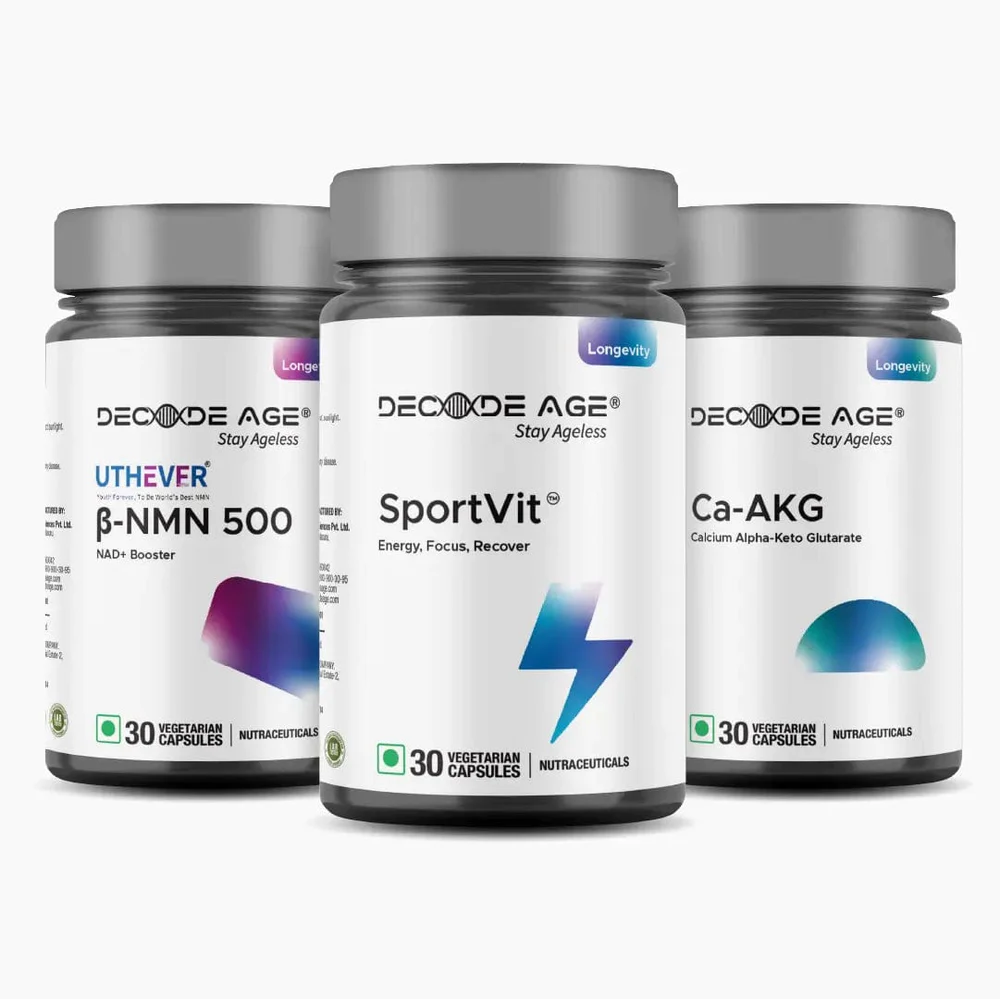 Longe
DECODE AGE®
Stay Ageless
UTHEVER®
Youth Forever, To Be World's Best NMN
β-NMN 500
NAD+ Booster
30 VEGETARIAN CAPSULES | NUTRACEUTICALS
Longevity
DECODE AGE®
Stay Ageless
SportVit™
Energy, Focus, Recover
30 VEGETARIAN CAPSULES | NUTRACEUTICALS
Longevity
DECODE AGE®
Stay Ageless
Ca-AKG
Calcium Alpha-Keto Glutarate
30 VEGETARIAN CAPSULES | NUTRACEUTICALS